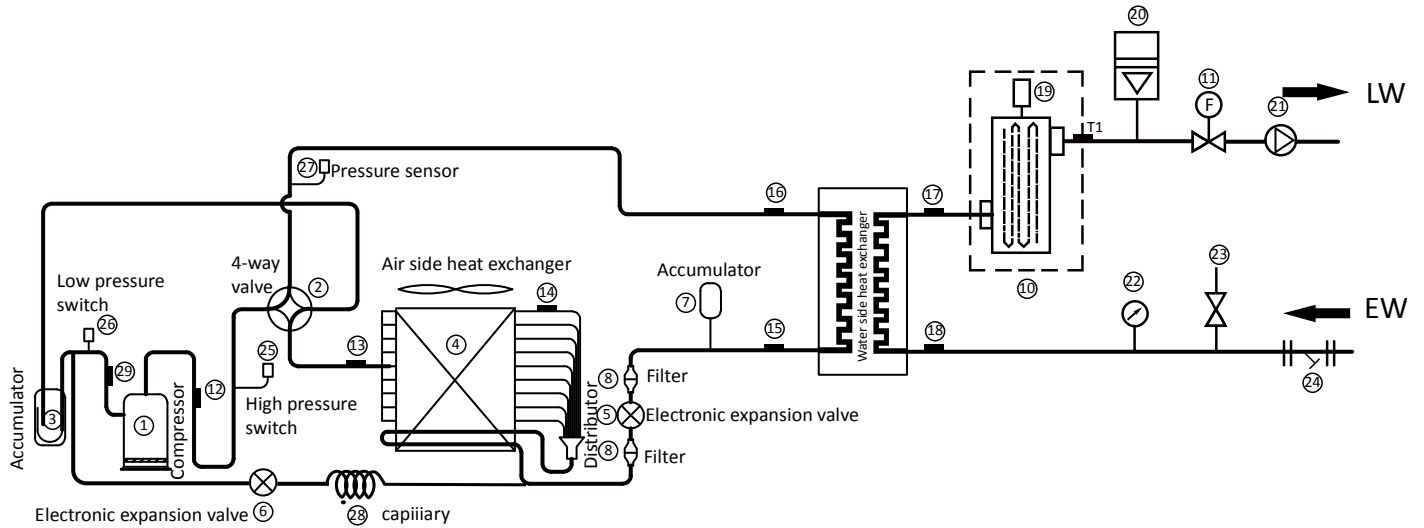 20
11
F
21
LW
19
T1
27
Pressure sensor
16
17
10
Water side heat exchanger
4-way
valve
2
Air side heat exchanger
Accumulator
7
14
Low pressure
switch
26
22
23
EW
13
4
15
18
24
25
29
12
High pressure
switch
3
Accumulator
1
Compressor
8
Filter
5
Electronic expansion valve
8
Filter
Distributor
Electronic expansion valve
6
28
capiiiary